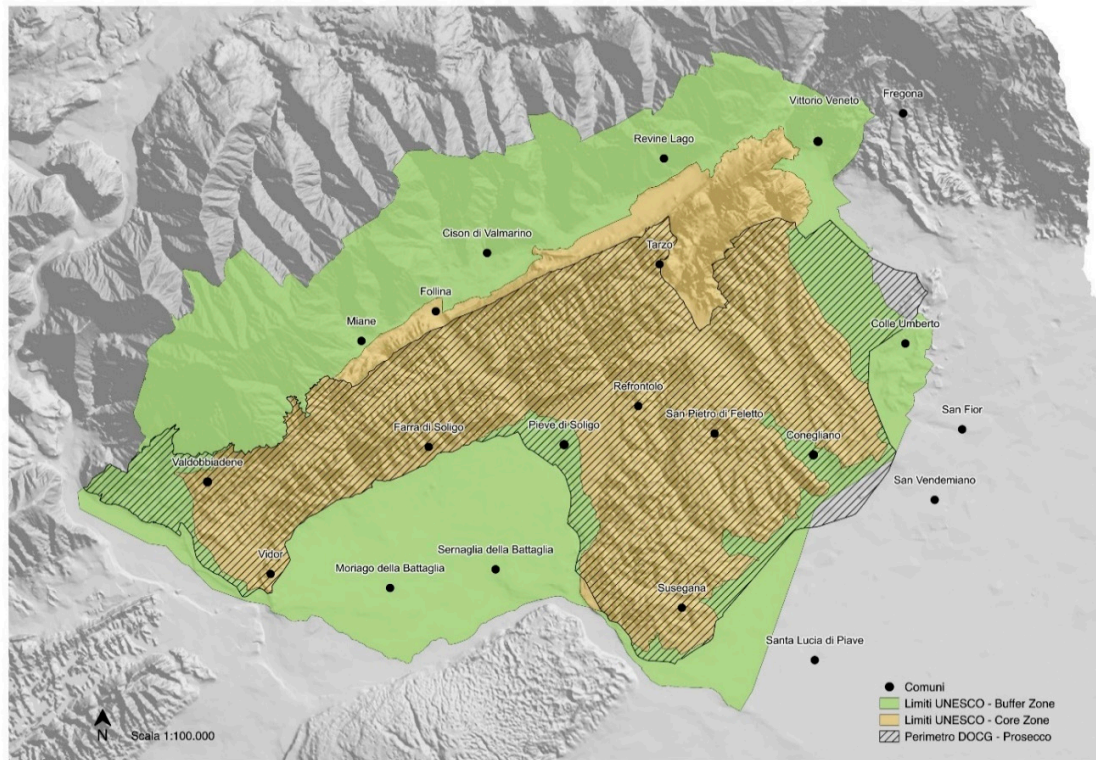 Fregona
Vittorio Veneto
Revine Lago
Cison di Valmarino
Tarzo
Follina
Miane
Colle Umberto
Refrontolo
San Pietro di Feletto
San Fior
Farra di Soligo
Pieve di Soligo
Conegliano
Valdobbiadene
San Vendemiano
Vidor
Sernaglia della Battaglia
Moriago della Battaglia
Susegana
Santa Lucia di Piave
Comuni
Limiti UNESCO - Buffer Zone
Limiti UNESCO - Core Zone
Perimetro DOCG - Prosecco
N
Scala 1:100.000